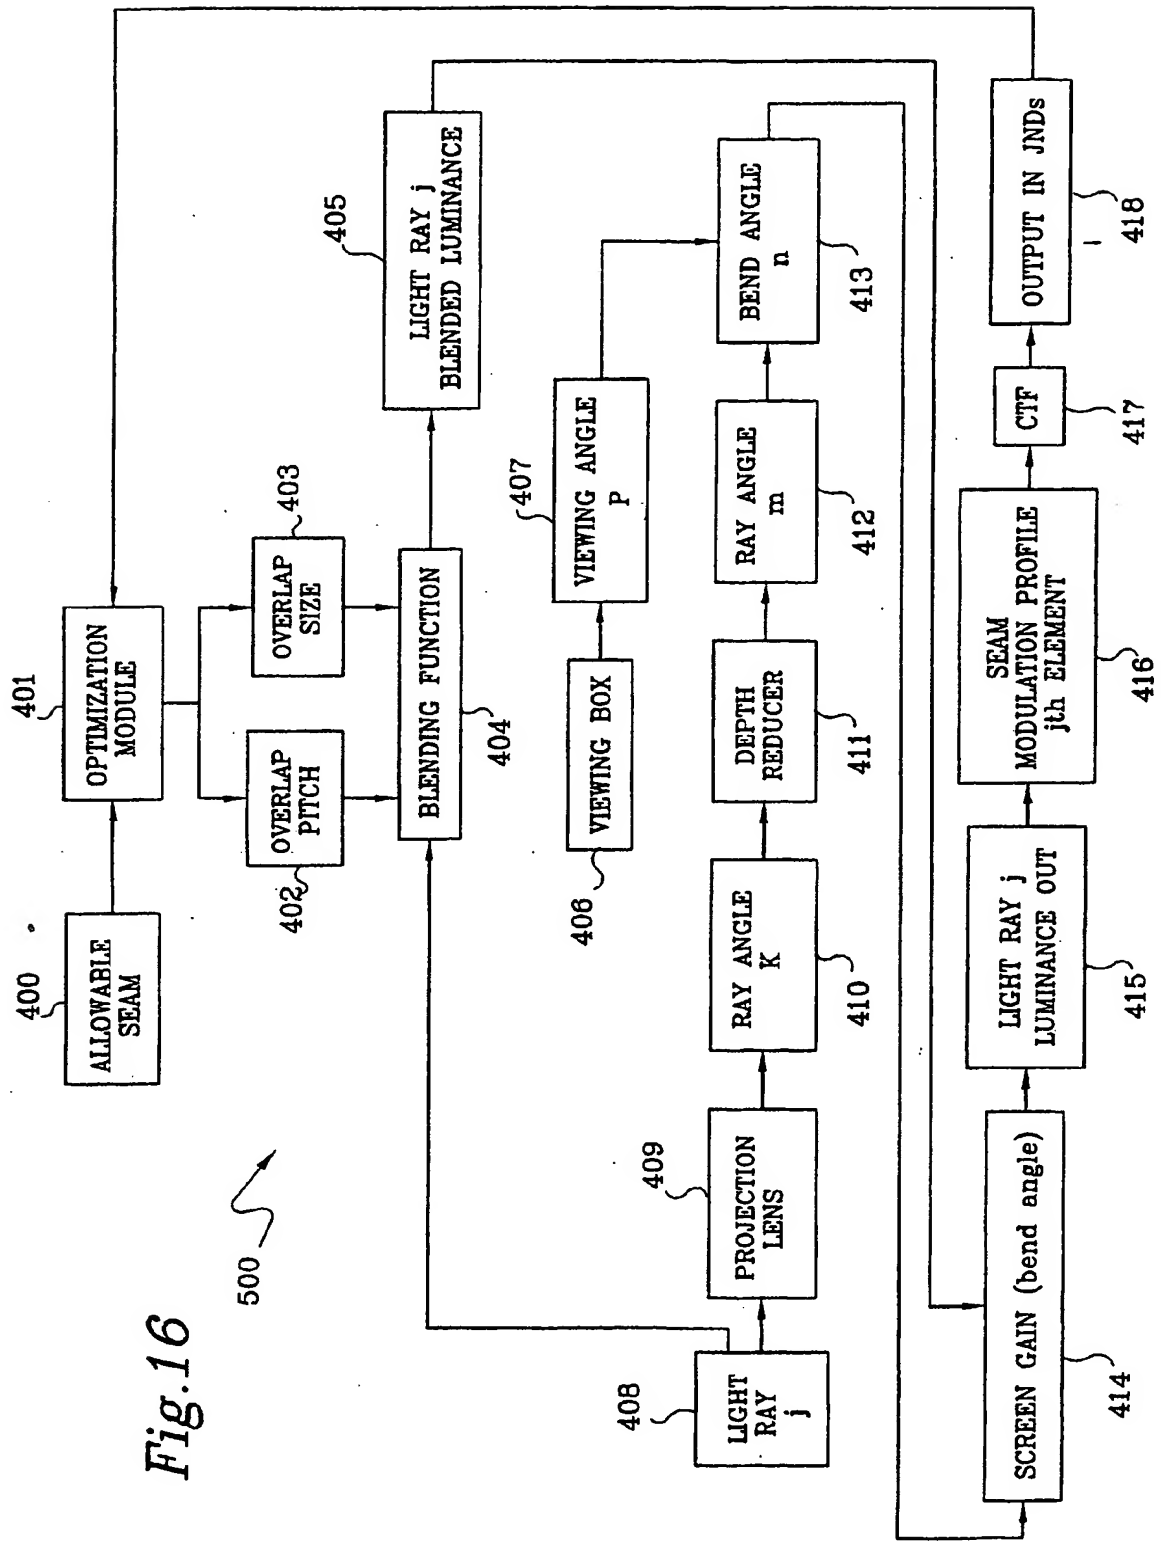 Fig.16
500
400
ALLOWABLE
SEAM
401
OPTIMIZATION
MODULE
402
OVERLAP
PITCH
403
OVERLAP
SIZE
BLENDING FUNCTION
404
405
LIGHT RAY j
BLENDED LUMINANCE
VIEWING BOX
406
407
VIEWING ANGLE
P
408
LIGHT
RAY
j
409
PROJECTION
LENS
RAY ANGLE
K
410
DEPTH
REDUCER
411
RAY ANGLE
m
412
BEND ANGLE
n
413
SCREEN GAIN (bend angle)
414
LIGHT RAY j
LUMINANCE OUT
415
SEAM
MODULATION PROFILE
jth ELEMENT
416
CTF
417
OUTPUT IN JNDs
418